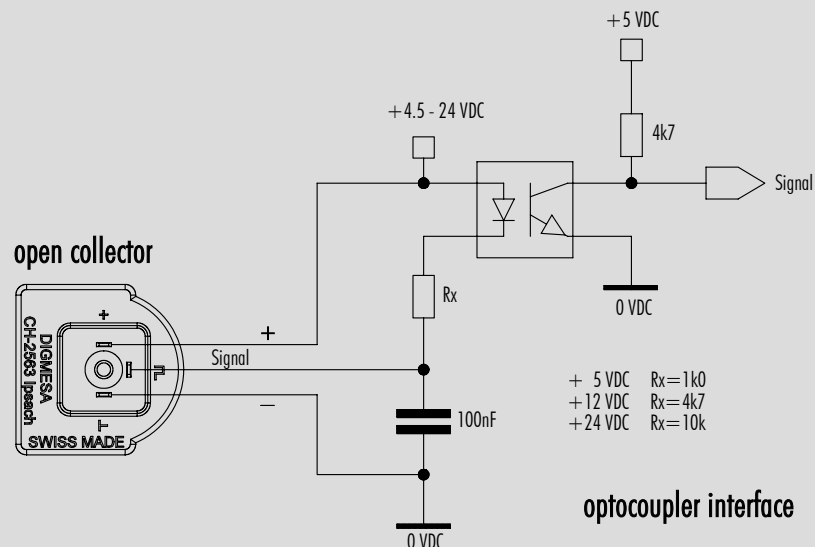 +5 VDC
+4.5 - 24 VDC
4k7
Signal
open collector
Rx
0 VDC
+
Signal
–
+
DIGMESA
CH-2563 Ipsach
SWISS MADE
+ 5 VDC Rx=1k0
+12 VDC Rx=4k7
+24 VDC Rx=10k
100nF
optocoupler interface
0 VDC